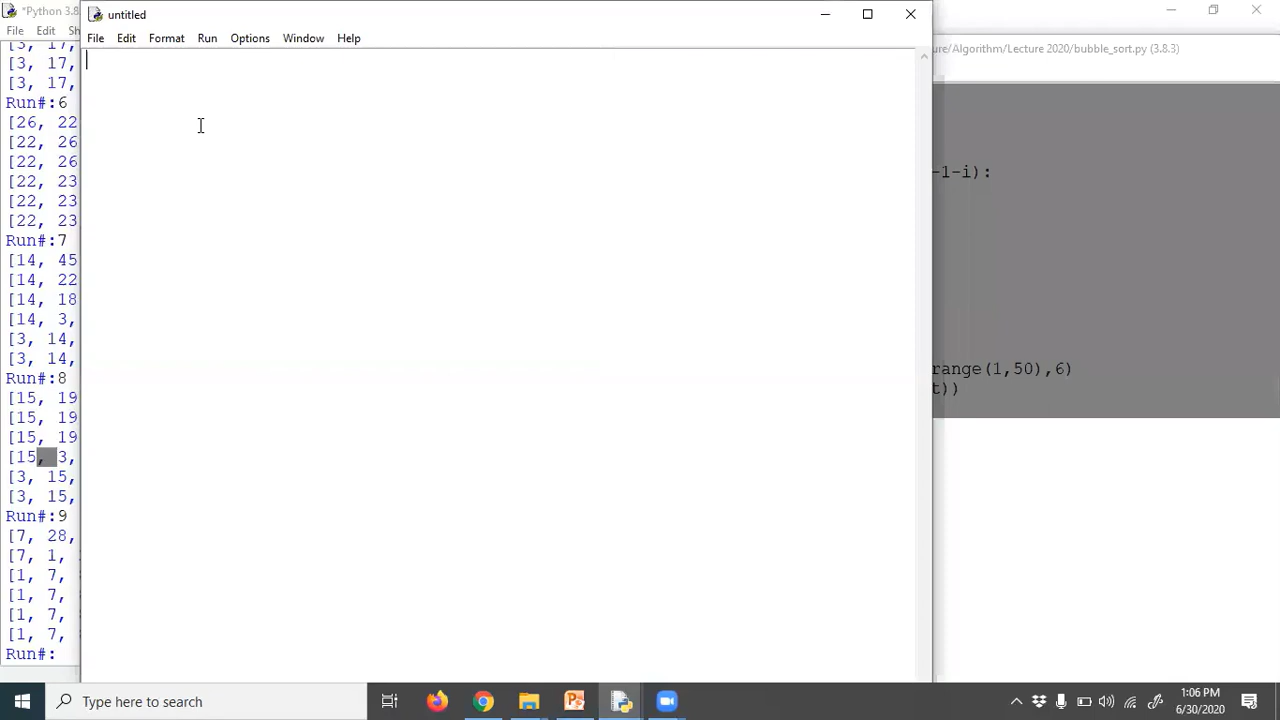 *Python 3.8
untitled
File Edit Sh
File Edit Format Run Options Window Help
ure/Algorithm/Lecture 2020/bubble_sort.py (3.8.3)
[3, 17,
[3, 17,
[3, 17,
Run#:6
[26, 22
[22, 26
[22, 26
[22, 23
[22, 23
[22, 23
Run#:7
[14, 45
[14, 22
[14, 18
[14, 3,
[3, 14,
[3, 14,
Run#:8
[15, 19
[15, 19
[15, 19
[15, 3,
[3, 15,
[3, 15,
Run#:9
[7, 28,
[7, 1,
[1, 7,
[1, 7,
[1, 7,
[1, 7,
Run#:
-1-i):
range(1,50),6)
t))
Type here to search
1:06 PM
6/30/2020